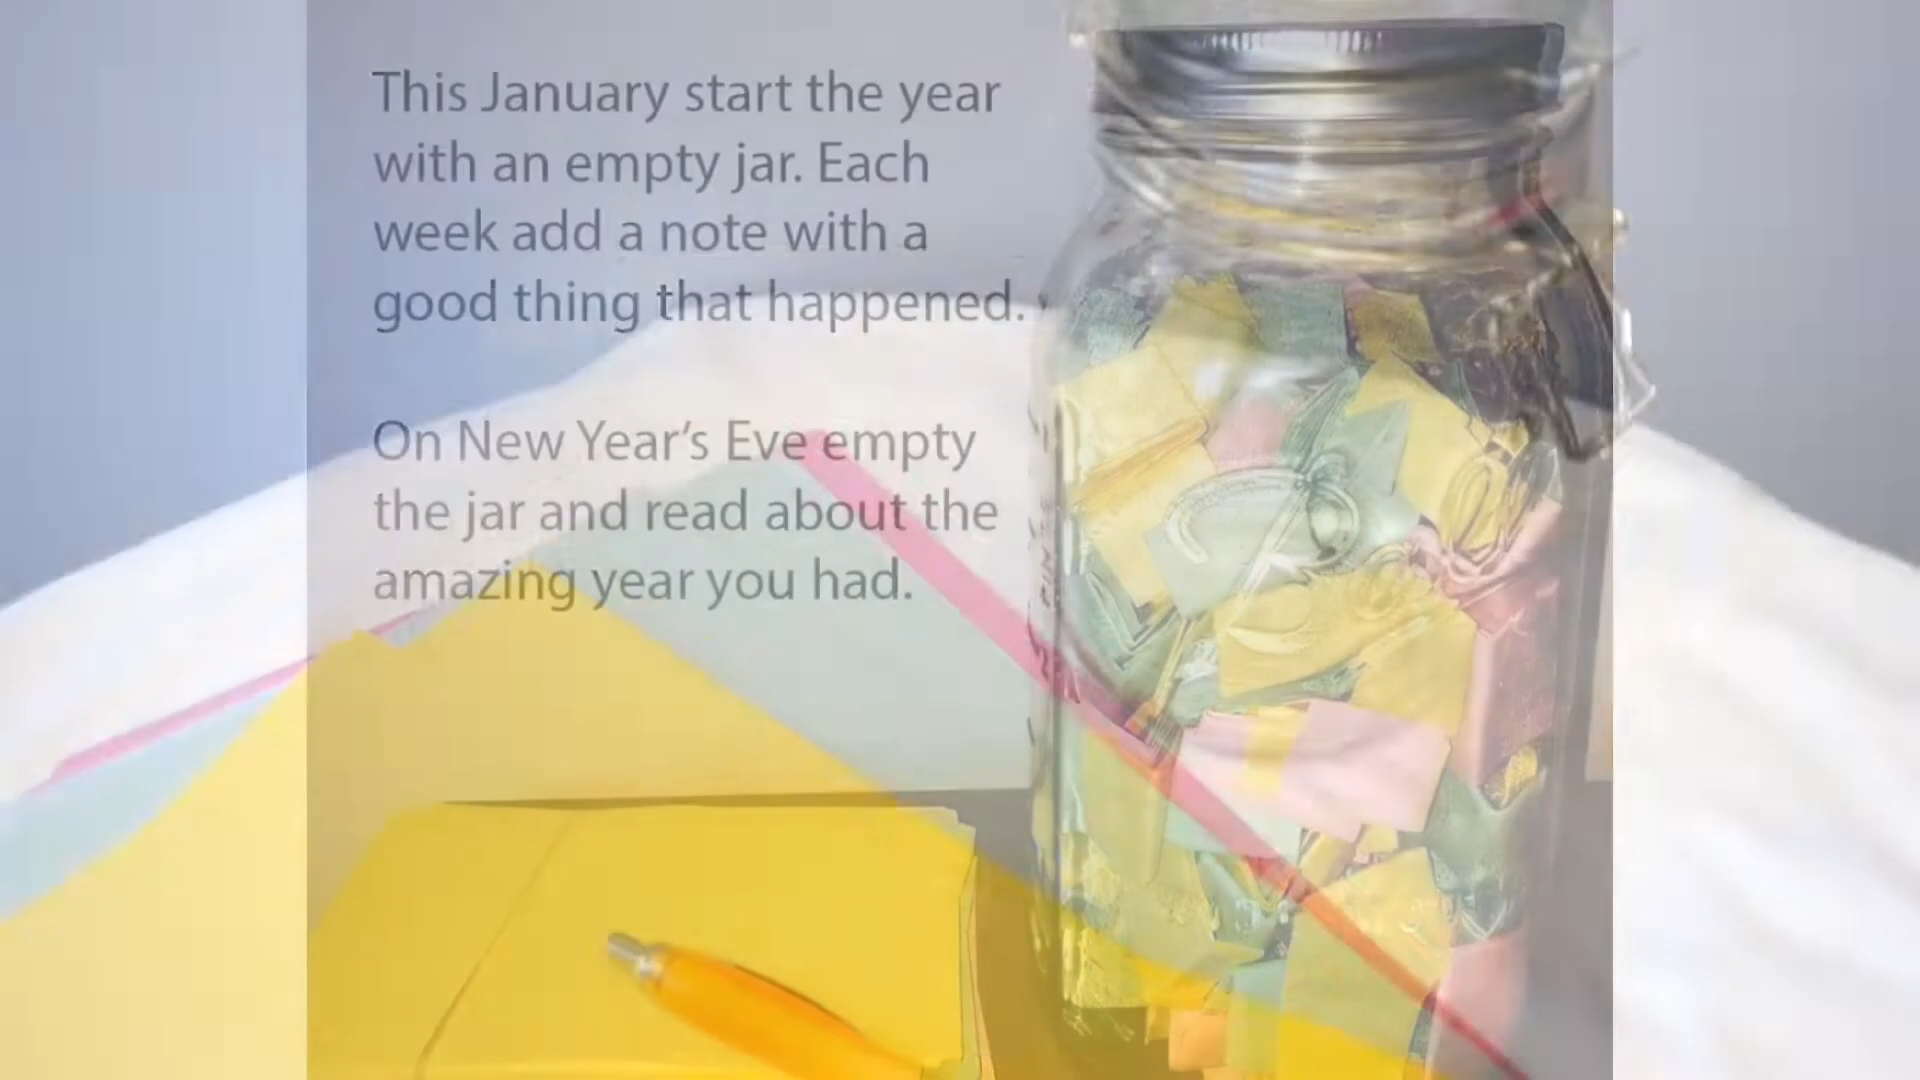 This January start the year
with an empty jar. Each
week add a note with a
good thing that happened.
On New Year’s Eve empty
the jar and read about the
amazing year you had.